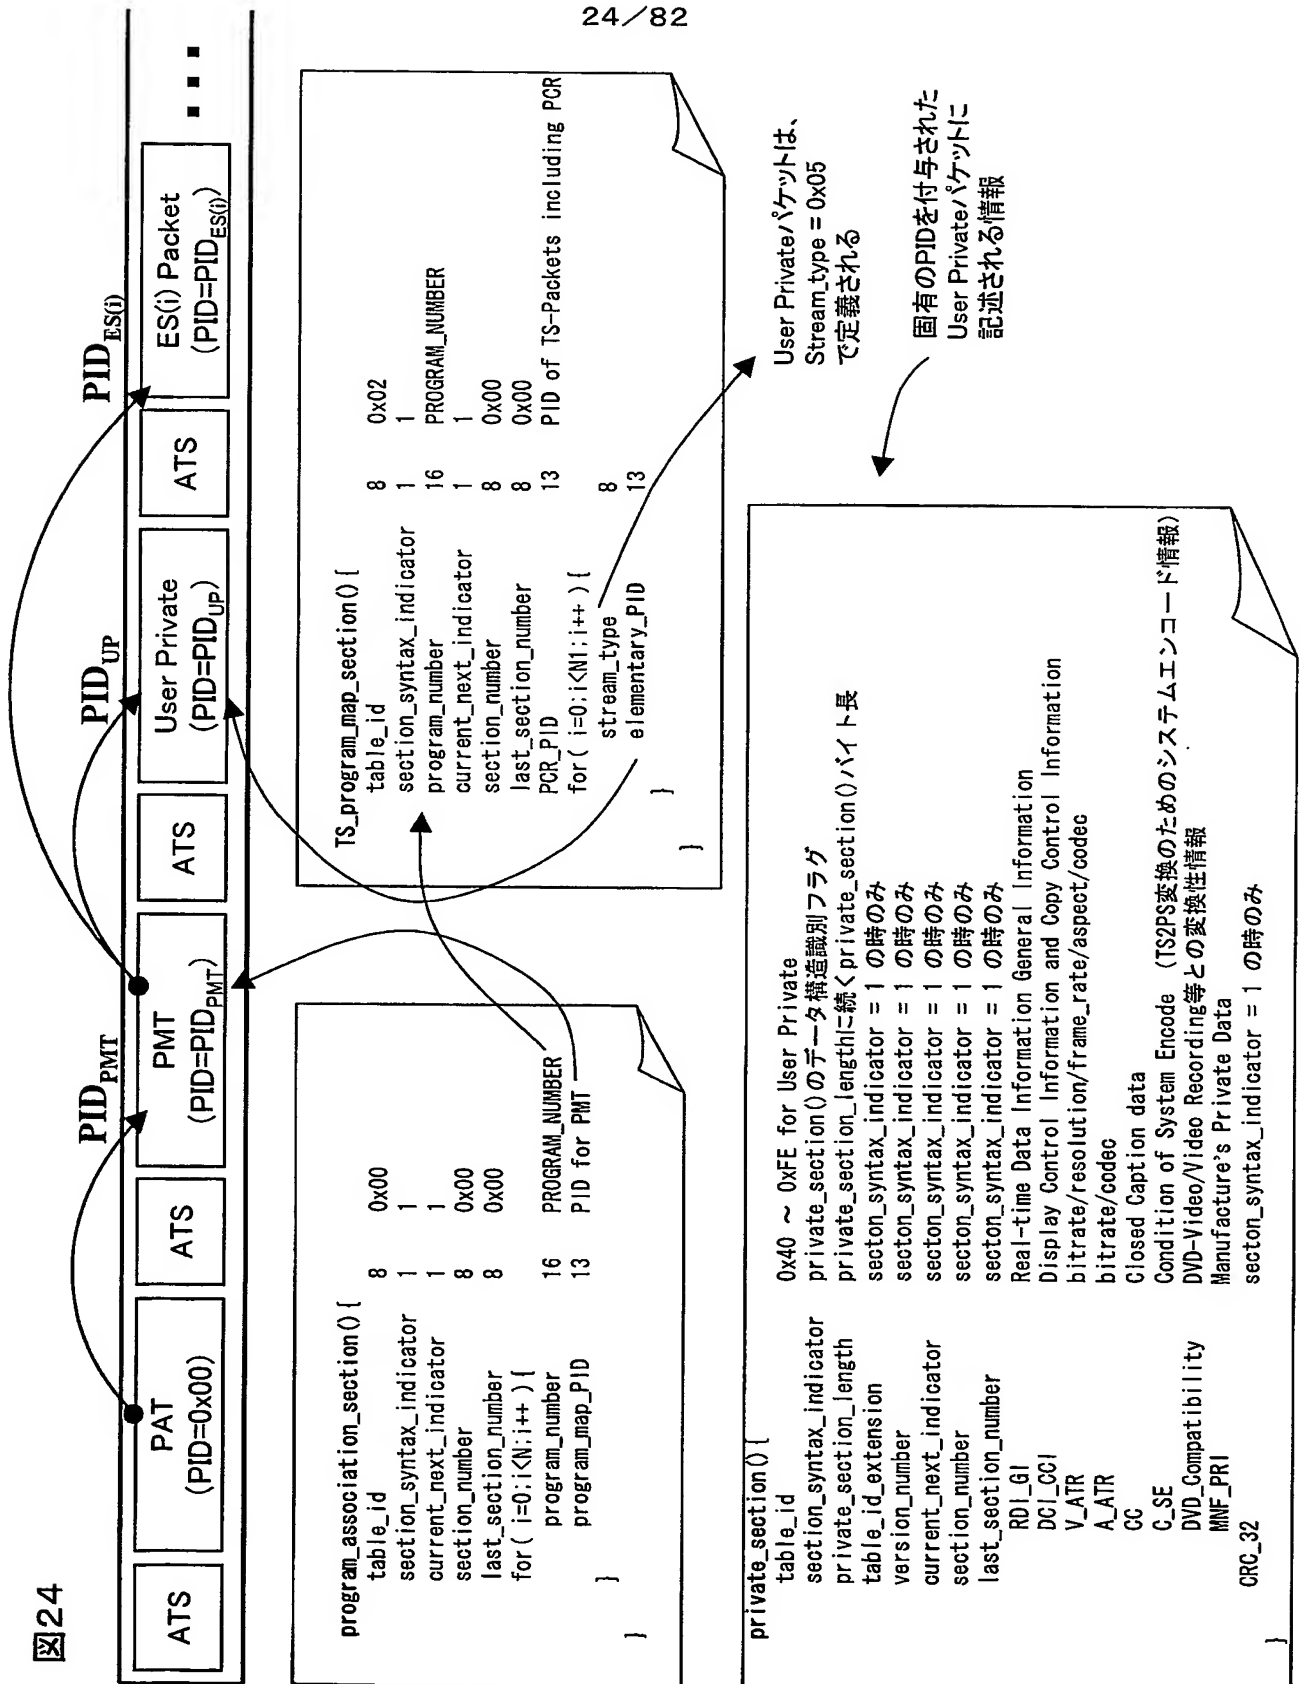 24/82
図24
PID_PMT
PID_UP
PID_ES(i)
ATS
PAT
(PID=0x00)
ATS
PMT
(PID=PID_PMT)
ATS
User Private
(PID=PID_UP)
ATS
ES(i) Packet
(PID=PID_ES(i))
■ ■ ■
program_association_section(){
table_id 8 0x00
section_syntax_indicator 1 1
current_next_indicator 1 1
section_number 8 0x00
last_section_number 8 0x00
for( i=0;i<N;i++ ){
program_number 16 PROGRAM_NUMBER
program_map_PID 13 PID for PMT
}
TS_program_map_section(){
table_id 8 0x02
section_syntax_indicator 1 1
program_number 16 PROGRAM_NUMBER
current_next_indicator 1 1
section_number 8 0x00
last_section_number 8 0x00
PCR_PID 13 PID of TS-Packets including PCR
for( i=0;i<N1;i++ ){
stream_type 8
elementary_PID 13
}
User Privateパケットは、
Stream_type = 0x05
で定義される
固有のPIDを付与された
User Privateパケットに
記述される情報
private_section(){
table_id 0x40 ~ 0xFE for User Private
section_syntax_indicator private_section()のデータ構造識別フラグ
private_section_length private_section_lengthに続くprivate_section()バイト長
table_id_extension secton_syntax_indicator = 1 の時のみ
version_number secton_syntax_indicator = 1 の時のみ
current_next_indicator secton_syntax_indicator = 1 の時のみ
section_number secton_syntax_indicator = 1 の時のみ
last_section_number secton_syntax_indicator = 1 の時のみ
RDI_GI Real-time Data Information General Information
DCI_CCI Display Control Information and Copy Control Information
V_ATR bitrate/resolution/frame_rate/aspect/codec
A_ATR bitrate/codec
CC Closed Caption data
C_SE Condition of System Encode (TS2PS変換のためのシステムエンコード情報)
DVD_Compatibility DVD-Video/Video Recording等との変換性情報
MNF_PRI Manufacture's Private Data
CRC_32 secton_syntax_indicator = 1 の時のみ
}